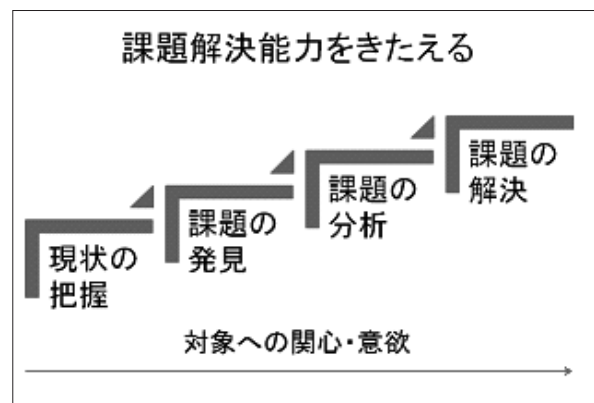 課題解決能力をきたえる
現状の
把握
課題の
発見
課題の
分析
課題の
解決
対象への関心・意欲